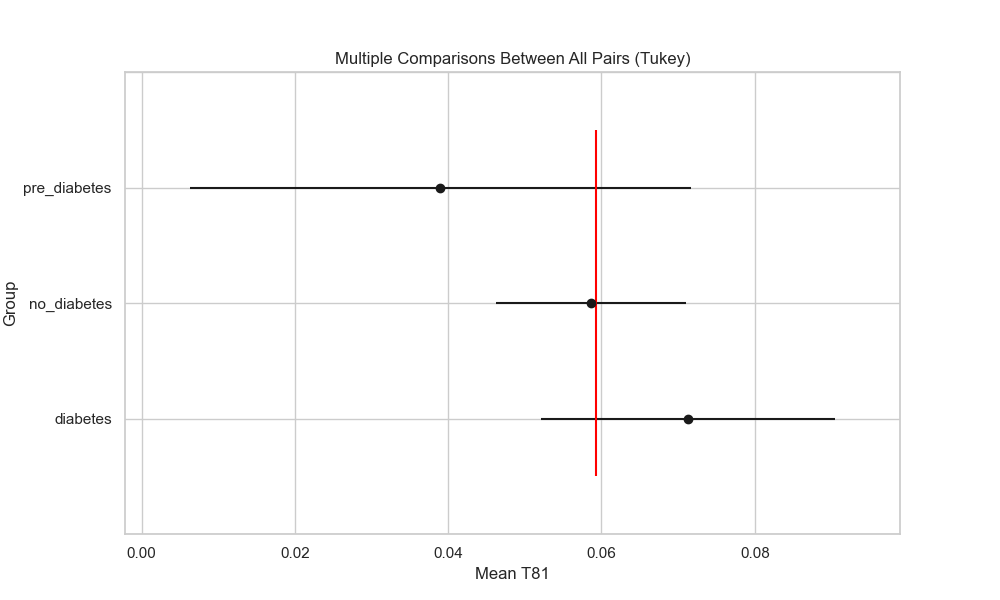 Multiple Comparisons Between All Pairs (Tukey)
pre_diabetes
no_diabetes
diabetes
Group
0.00 0.02 0.04 0.06 0.08
Mean T81